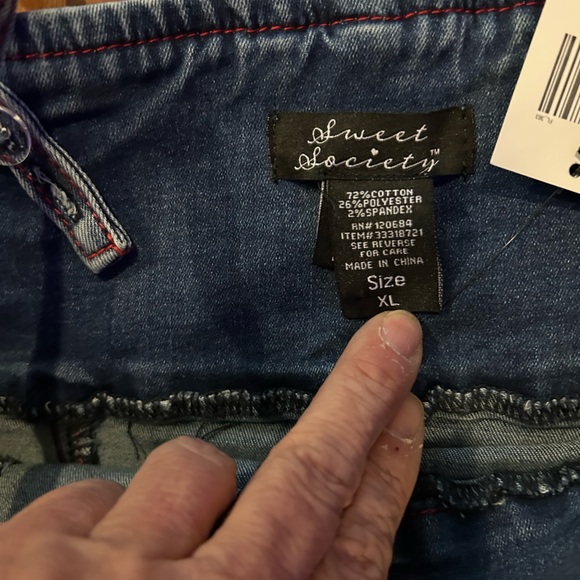 Sweet
Society™
72%COTTON
26%POLYESTER
2%SPANDEX
RN# 120684
ITEM#33318721
SEE REVERSE
FOR CARE
MADE IN CHINA
Size
XL